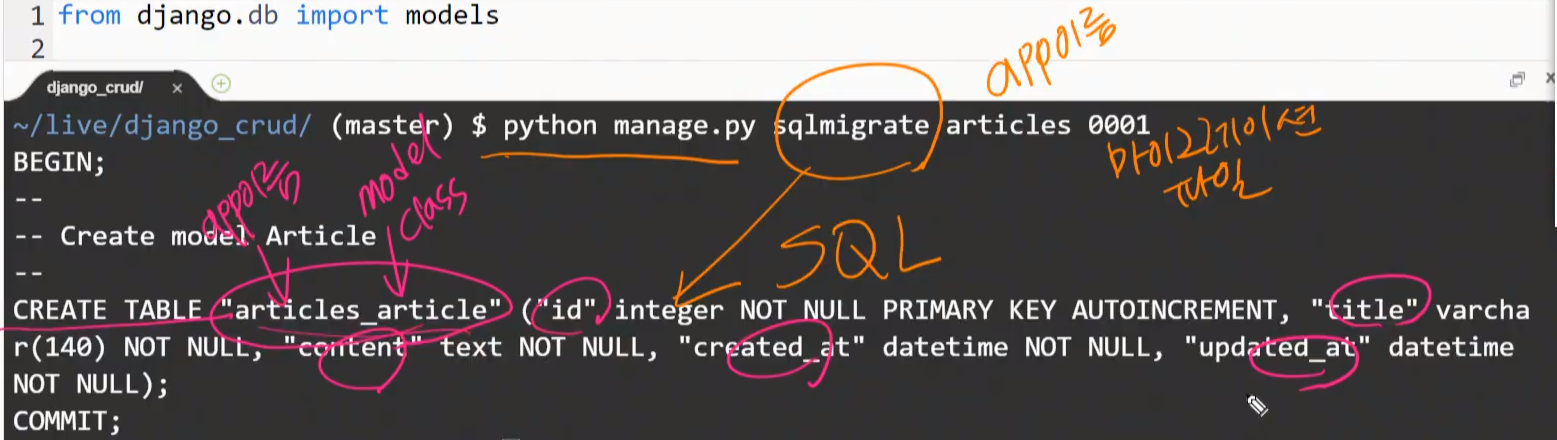 1 from django.db import models
2
app이름
django_crud/ x
~/live/django_crud/ (master) $ python manage.py sqlmigrate articles 0001
마이그레이션
파일
BEGIN;
--
app이름
model
class
-- Create model Article
SQL
--
CREATE TABLE "articles_article" ("id" integer NOT NULL PRIMARY KEY AUTOINCREMENT, "title" varcha
r(140) NOT NULL, "content" text NOT NULL, "created_at" datetime NOT NULL, "updated_at" datetime
NOT NULL);
COMMIT;